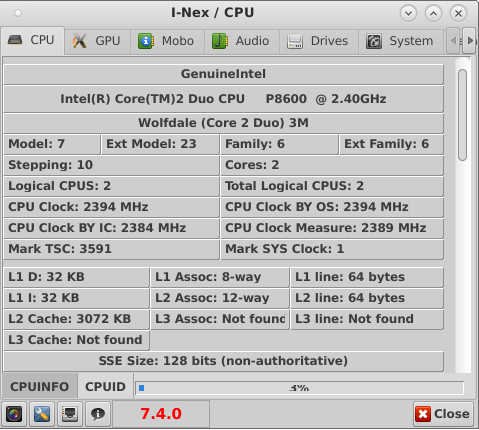 I-Nex / CPU
CPU GPU Mobo Audio Drives System
GenuineIntel
Intel(R) Core(TM)2 Duo CPU P8600 @ 2.40GHz
Wolfdale (Core 2 Duo) 3M
Model: 7 Ext Model: 23 Family: 6 Ext Family: 6
Stepping: 10 Cores: 2
Logical CPUS: 2 Total Logical CPUS: 2
CPU Clock: 2394 MHz CPU Clock BY OS: 2394 MHz
CPU Clock BY IC: 2384 MHz CPU Clock Measure: 2389 MHz
Mark TSC: 3591 Mark SYS Clock: 1
L1 D: 32 KB L1 Assoc: 8-way L1 line: 64 bytes
L1 I: 32 KB L2 Assoc: 12-way L2 line: 64 bytes
L2 Cache: 3072 KB L3 Assoc: Not found L3 line: Not found
L3 Cache: Not found
SSE Size: 128 bits (non-authoritative)
CPUINFO CPUID 3%
7.4.0 Close